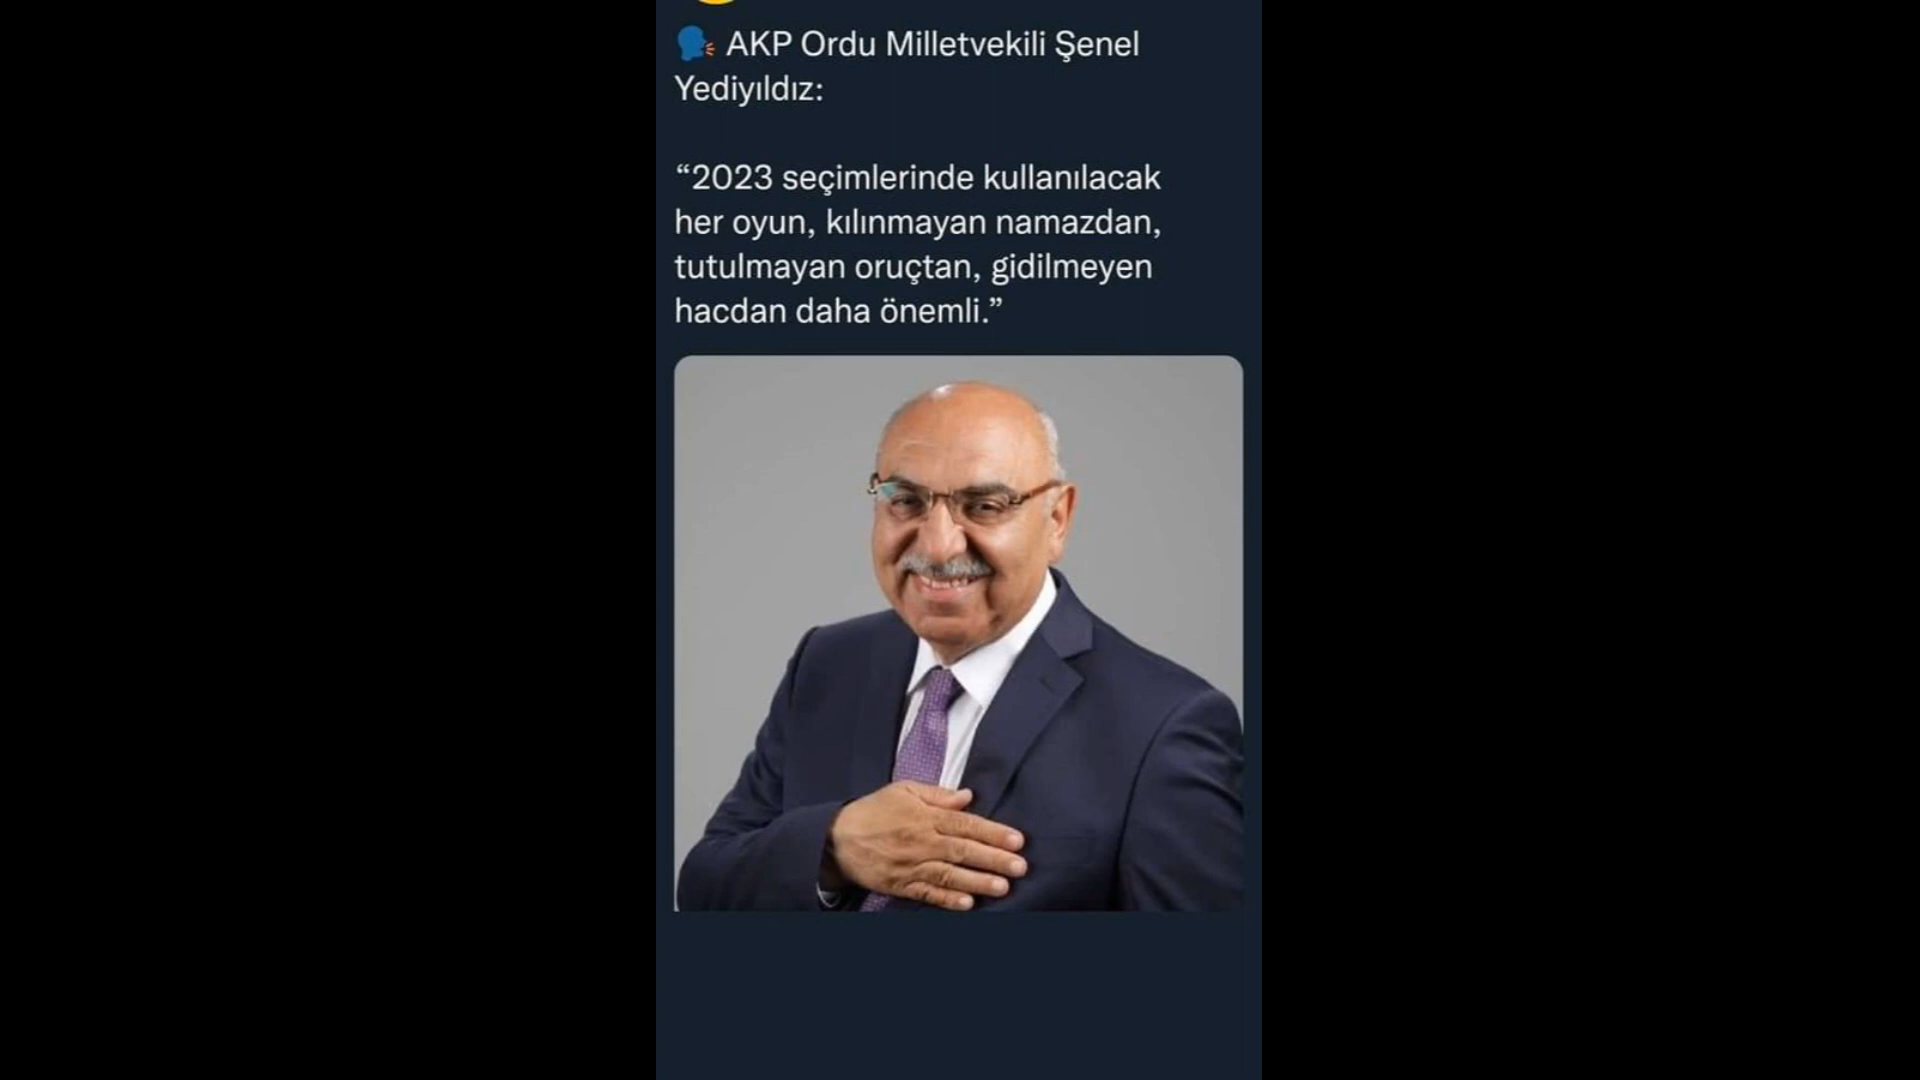 🗣 AKP Ordu Milletvekili Şenel
Yediyıldız:
“2023 seçimlerinde kullanılacak
her oyun, kılınmayan namazdan,
tutulmayan oruçtan, gidilmeyen
hacdan daha önemli.”